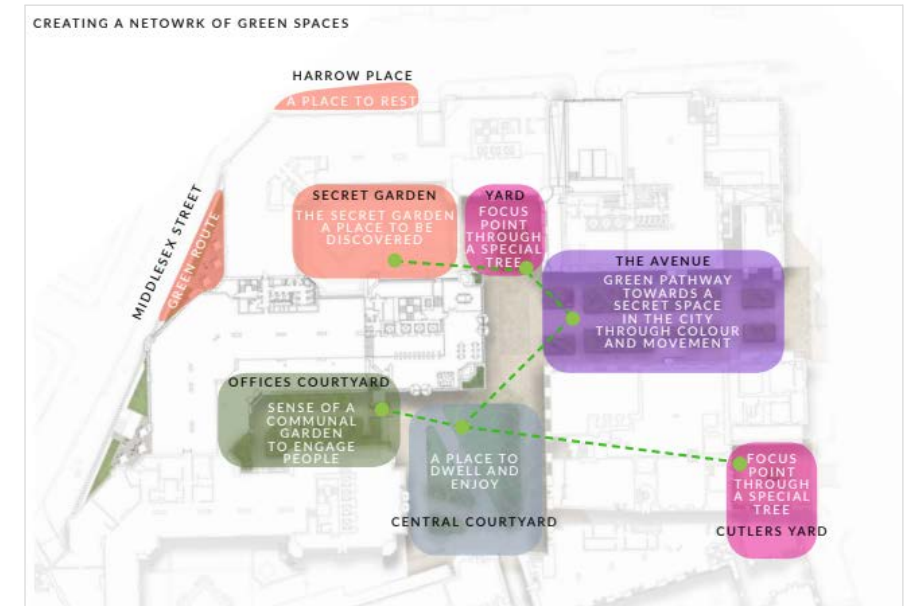 CREATING A NETOWRK OF GREEN SPACES
HARROW PLACE
A PLACE TO REST
MIDDLESEX STREET
GREEN ROUTE
SECRET GARDEN
THE SECRET GARDEN
A PLACE TO BE
DISCOVERED
YARD
FOCUS
POINT
THROUGH
A SPECIAL
TREE
THE AVENUE
GREEN PATHWAY
TOWARDS A
SECRET SPACE
IN THE CITY
THROUGH COLOUR
AND MOVEMENT
OFFICES COURTYARD
SENSE OF A
COMMUNAL
GARDEN
TO ENGAGE
PEOPLE
A PLACE TO
DWELL AND
ENJOY
CENTRAL COURTYARD
FOCUS
POINT
THROUGH
A SPECIAL
TREE
CUTLERS YARD